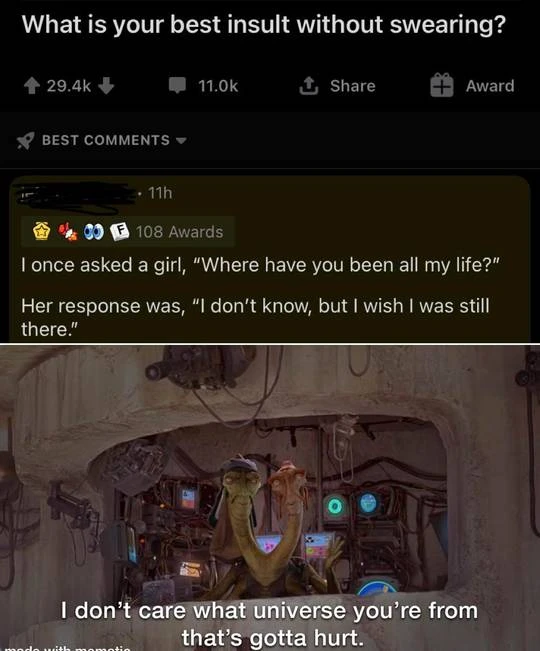 What is your best insult without swearing?
29.4k 11.0k Share Award
BEST COMMENTS
· 11h
F 108 Awards
I once asked a girl, “Where have you been all my life?”
Her response was, “I don’t know, but I wish I was still
there.”
I don’t care what universe you’re from
that’s gotta hurt.
made with mematic